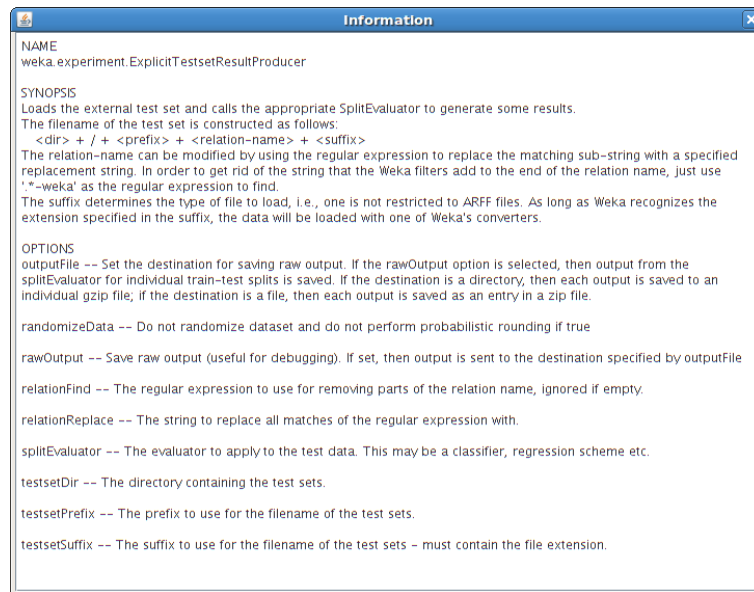 Information
NAME
weka.experiment.ExplicitTestsetResultProducer
SYNOPSIS
Loads the external test set and calls the appropriate SplitEvaluator to generate some results.
The filename of the test set is constructed as follows:
<dir> + / + <prefix> + <relation-name> + <suffix>
The relation-name can be modified by using the regular expression to replace the matching sub-string with a specified
replacement string. In order to get rid of the string that the Weka filters add to the end of the relation name, just use
'.*-weka' as the regular expression to find.
The suffix determines the type of file to load, i.e., one is not restricted to ARFF files. As long as Weka recognizes the
extension specified in the suffix, the data will be loaded with one of Weka's converters.
OPTIONS
outputFile -- Set the destination for saving raw output. If the rawOutput option is selected, then output from the
splitEvaluator for individual train-test splits is saved. If the destination is a directory, then each output is saved to an
individual gzip file; if the destination is a file, then each output is saved as an entry in a zip file.
randomizeData -- Do not randomize dataset and do not perform probabilistic rounding if true
rawOutput -- Save raw output (useful for debugging). If set, then output is sent to the destination specified by outputFile
relationFind -- The regular expression to use for removing parts of the relation name, ignored if empty.
relationReplace -- The string to replace all matches of the regular expression with.
splitEvaluator -- The evaluator to apply to the test data. This may be a classifier, regression scheme etc.
testsetDir -- The directory containing the test sets.
testsetPrefix -- The prefix to use for the filename of the test sets.
testsetSuffix -- The suffix to use for the filename of the test sets - must contain the file extension.